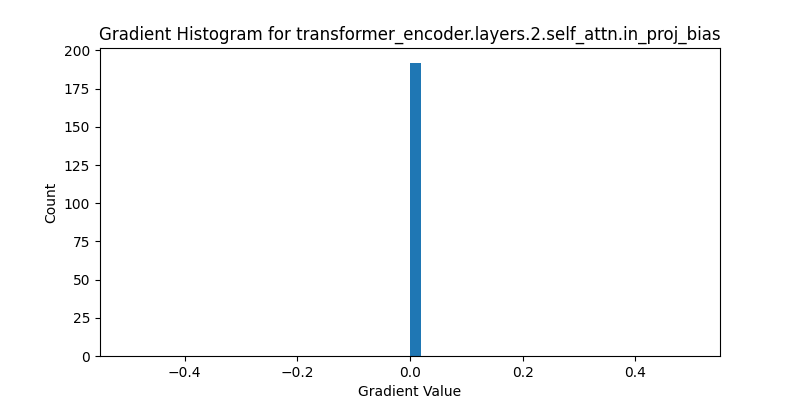 Gradient Histogram for transformer_encoder.layers.2.self_attn.in_proj_bias
200
175
150
125
100
75
50
25
0
Count
−0.4 −0.2 0.0 0.2 0.4
Gradient Value